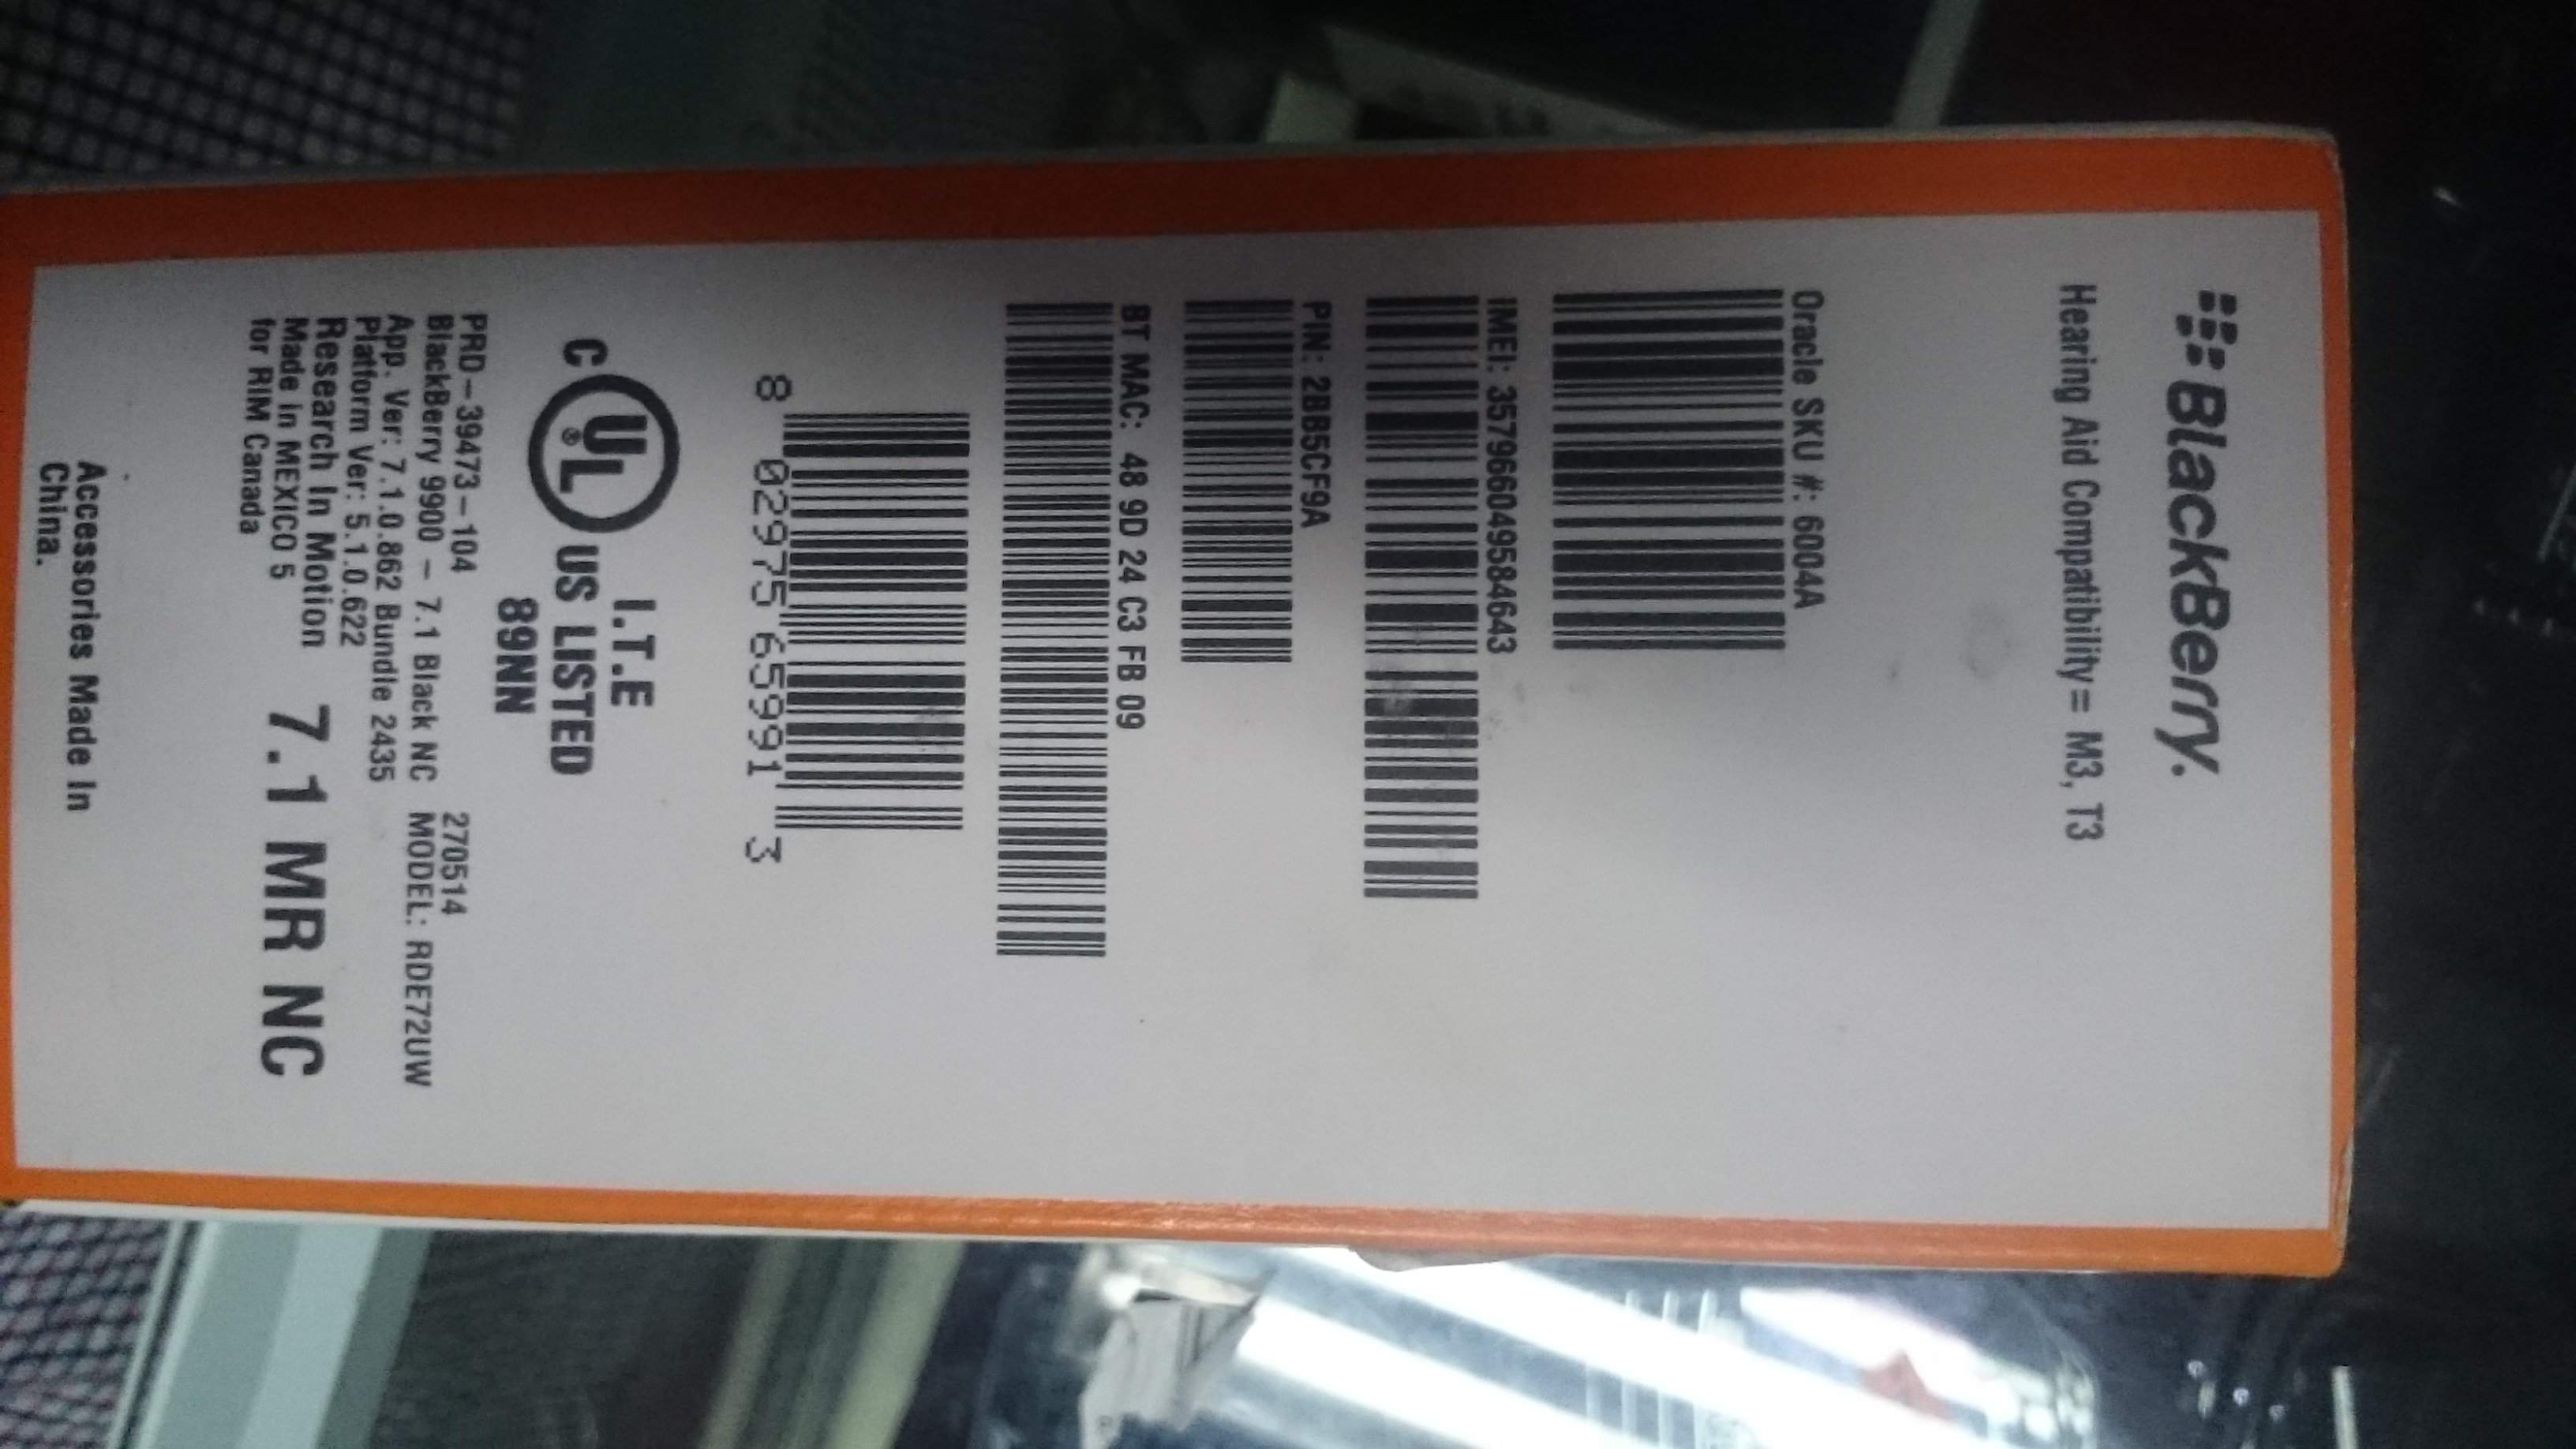 BlackBerry.
Hearing Aid Compatibility= M3, T3
Oracle SKU #: 6004A
IMEI: 357966049584643
PIN: 2BB5CF9A
BT MAC: 48 9D 24 C3 FB 09
8 02975 65991 3
I.T.E
C UL ® US LISTED
89NN
PRD-39473-104 270514
BlackBerry 9900 - 7.1 Black NC MODEL: RDE72UW
App. Ver: 7.1.0.862 Bundle 2435
Platform Ver: 5.1.0.622
Research In Motion 7.1 MR NC
Made in MEXICO 5
for RIM Canada
Accessories Made In
China.